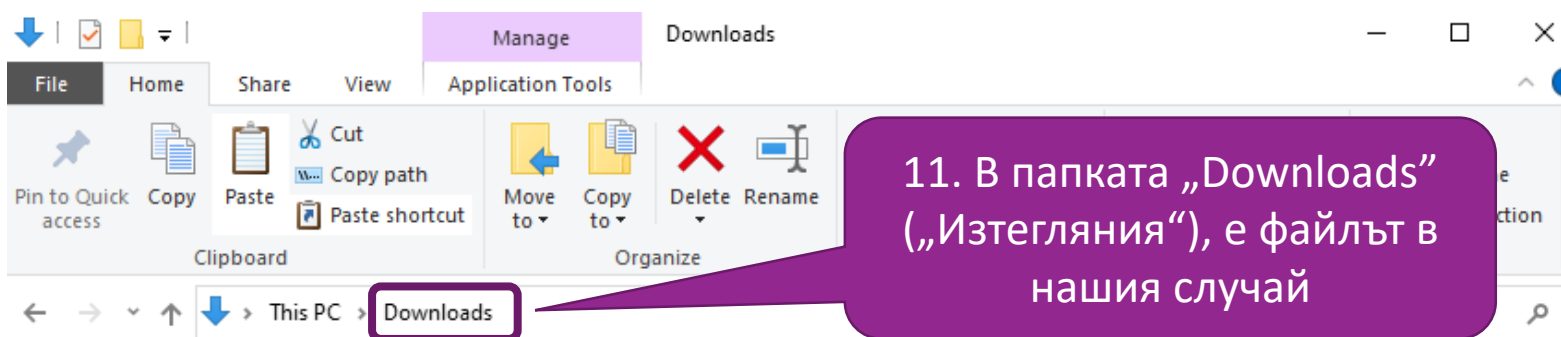 Manage
Downloads
File
Home
Share
View
Application Tools
Pin to Quick
access
Copy
Paste
Cut
Copy path
Paste shortcut
Move
to
Copy
to
Delete
Rename
Clipboard
Organize
11. В папката „Downloads”
(„Изтегляния“), е файлът в
нашия случай
This PC
Downloads